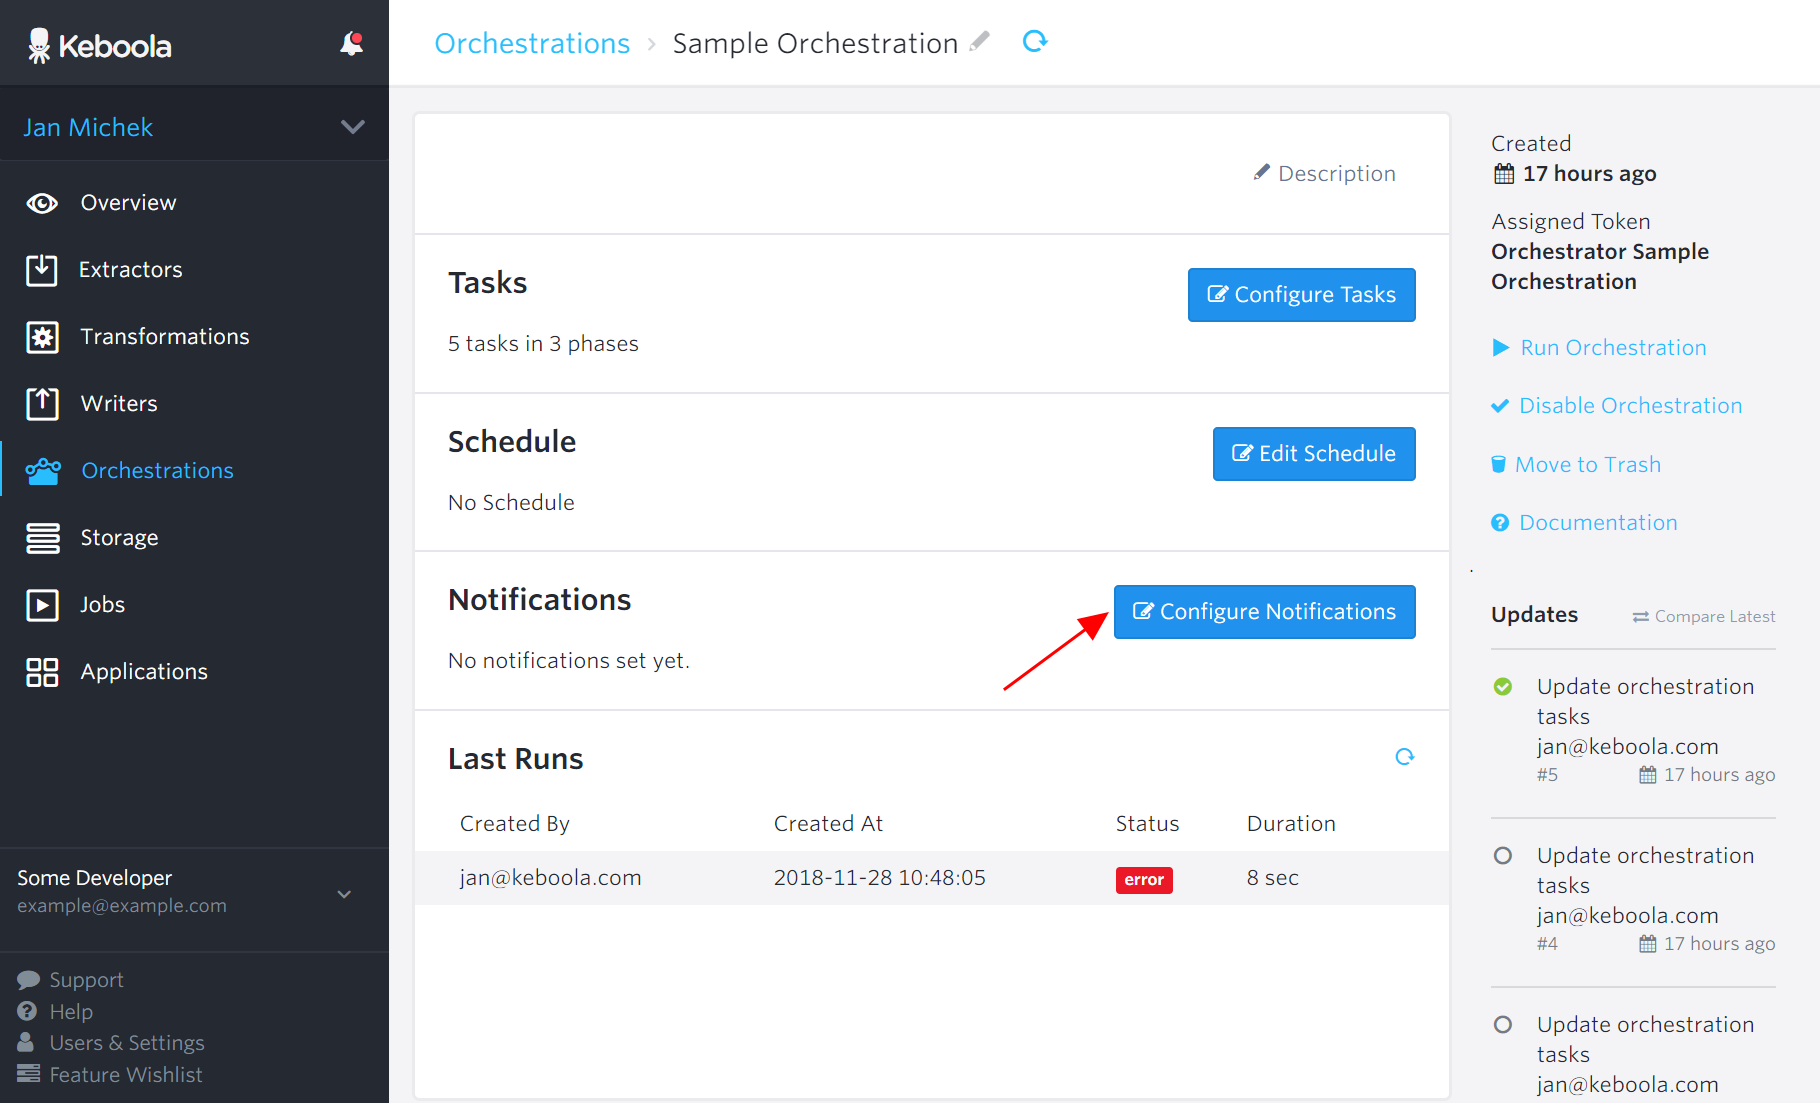 Keboola
Jan Michek
Overview
Extractors
Transformations
Writers
Orchestrations
Storage
Jobs
Applications
Some Developer
example@example.com
Support
Help
Users & Settings
Feature Wishlist
Orchestrations › Sample Orchestration
Description
Tasks
Configure Tasks
5 tasks in 3 phases
Schedule
Edit Schedule
No Schedule
Notifications
Configure Notifications
No notifications set yet.
Last Runs
Created By Created At Status Duration
jan@keboola.com 2018-11-28 10:48:05 error 8 sec
Created
17 hours ago
Assigned Token
Orchestrator Sample
Orchestration
Run Orchestration
Disable Orchestration
Move to Trash
Documentation
.
Updates Compare Latest
Update orchestration
tasks
jan@keboola.com
#5 17 hours ago
Update orchestration
tasks
jan@keboola.com
#4 17 hours ago
Update orchestration
tasks
jan@keboola.com